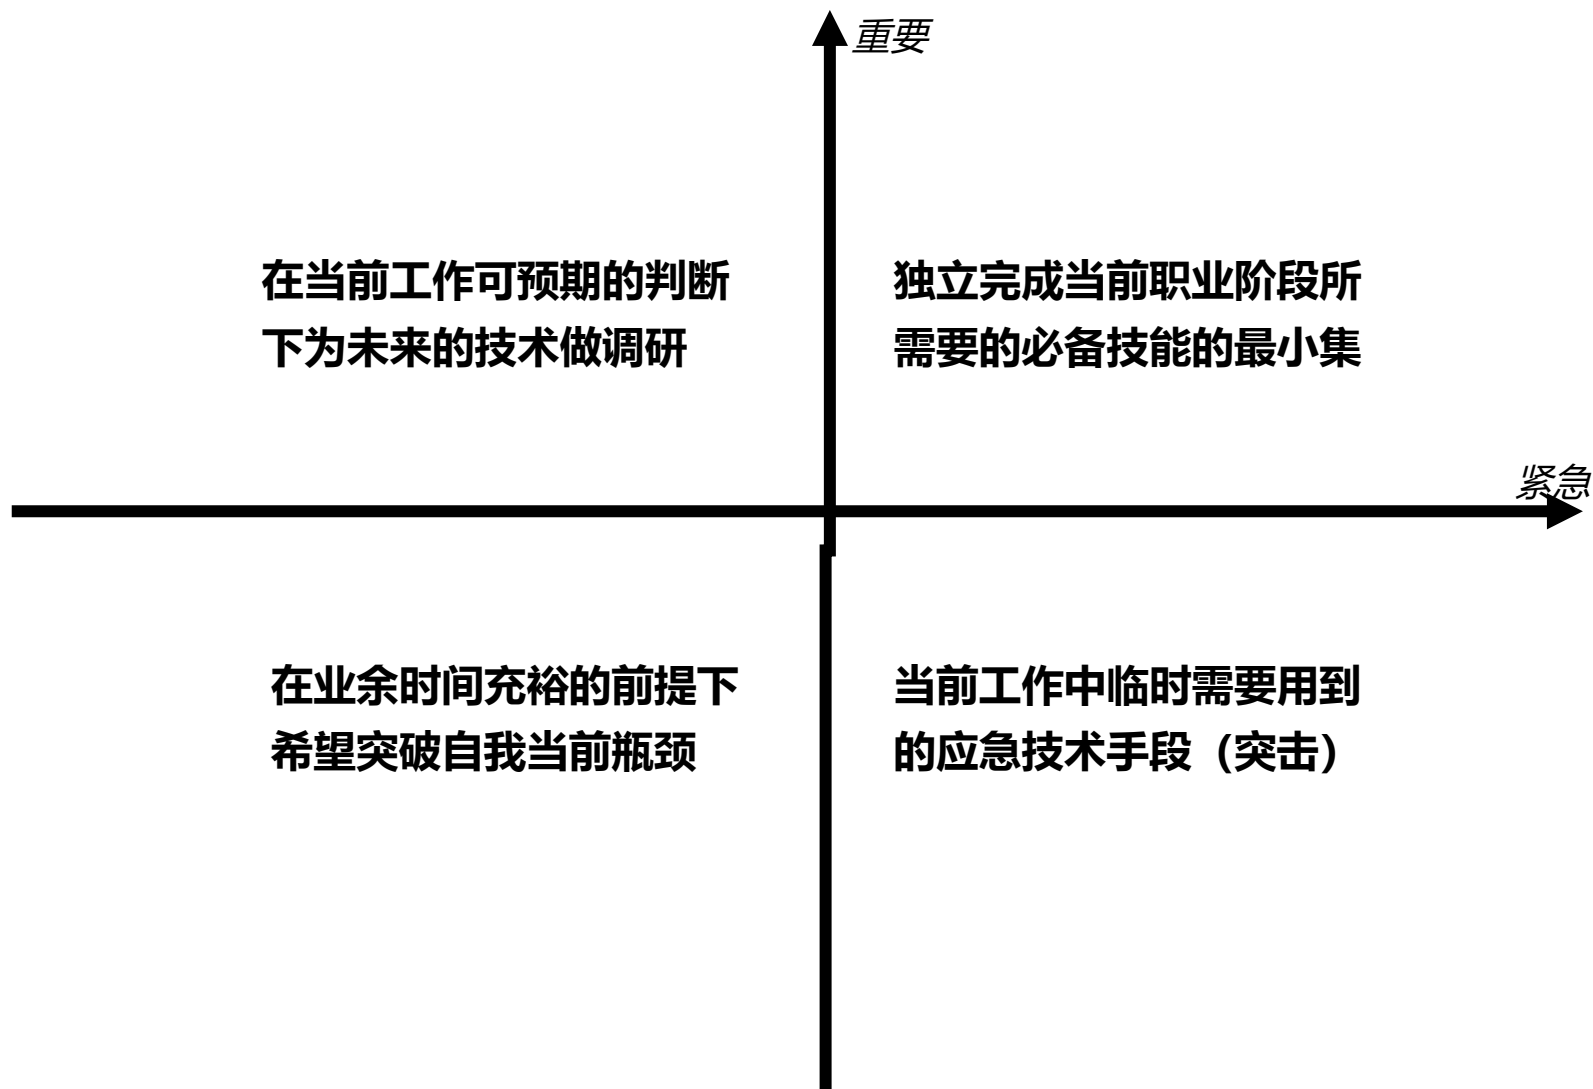 重要
在当前工作可预期的判断
下为未来的技术做调研
独立完成当前职业阶段所
需要的必备技能的最小集
紧急
在业余时间充裕的前提下
希望突破自我当前瓶颈
当前工作中临时需要用到
的应急技术手段（突击）